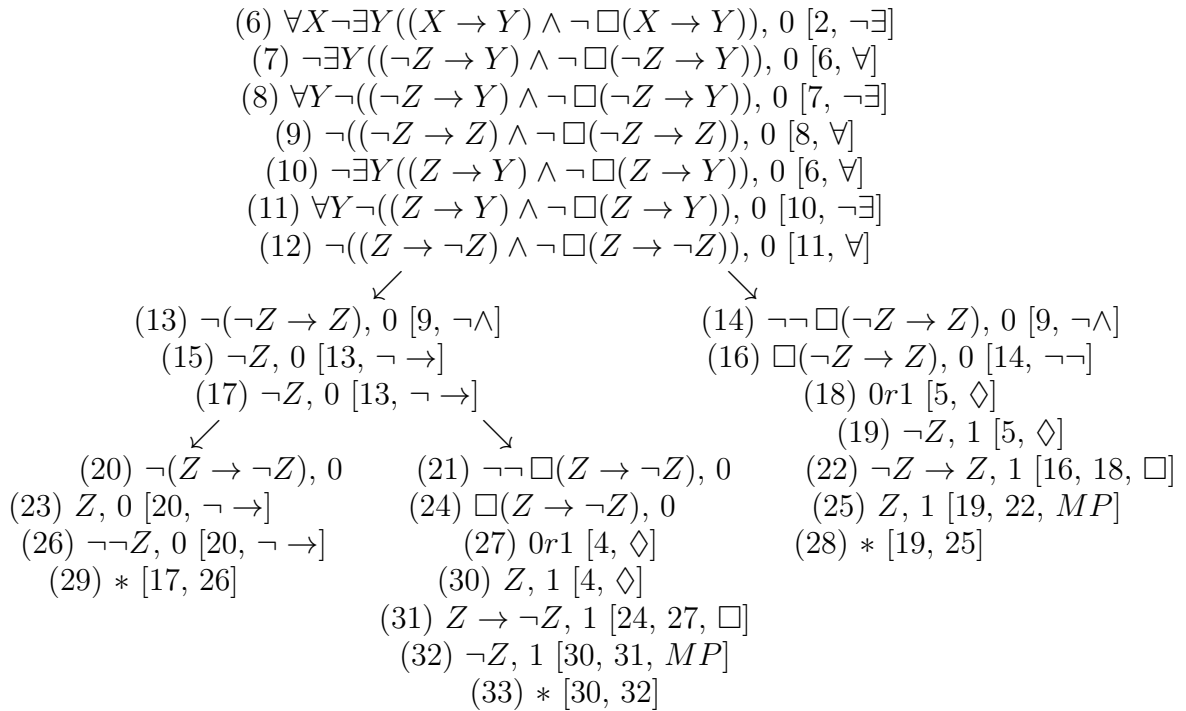 (6) ∀X¬∃Y((X → Y) ∧ ¬ □(X → Y)), 0 [2, ¬∃]
(7) ¬∃Y((¬Z → Y) ∧ ¬ □(¬Z → Y)), 0 [6, ∀]
(8) ∀Y¬((¬Z → Y) ∧ ¬ □(¬Z → Y)), 0 [7, ¬∃]
(9) ¬((¬Z → Z) ∧ ¬ □(¬Z → Z)), 0 [8, ∀]
(10) ¬∃Y((Z → Y) ∧ ¬ □(Z → Y)), 0 [6, ∀]
(11) ∀Y¬((Z → Y) ∧ ¬ □(Z → Y)), 0 [10, ¬∃]
(12) ¬((Z → ¬Z) ∧ ¬ □(Z → ¬Z)), 0 [11, ∀]
(13) ¬(¬Z → Z), 0 [9, ¬∧]
(14) ¬¬ □(¬Z → Z), 0 [9, ¬∧]
(15) ¬Z, 0 [13, ¬ →]
(16) □(¬Z → Z), 0 [14, ¬¬]
(17) ¬Z, 0 [13, ¬ →]
(18) 0r1 [5, ◊]
(19) ¬Z, 1 [5, ◊]
(20) ¬(Z → ¬Z), 0
(21) ¬¬ □(Z → ¬Z), 0
(22) ¬Z → Z, 1 [16, 18, □]
(23) Z, 0 [20, ¬ →]
(24) □(Z → ¬Z), 0
(25) Z, 1 [19, 22, MP]
(26) ¬¬Z, 0 [20, ¬ →]
(27) 0r1 [4, ◊]
(28) ∗ [19, 25]
(29) ∗ [17, 26]
(30) Z, 1 [4, ◊]
(31) Z → ¬Z, 1 [24, 27, □]
(32) ¬Z, 1 [30, 31, MP]
(33) ∗ [30, 32]